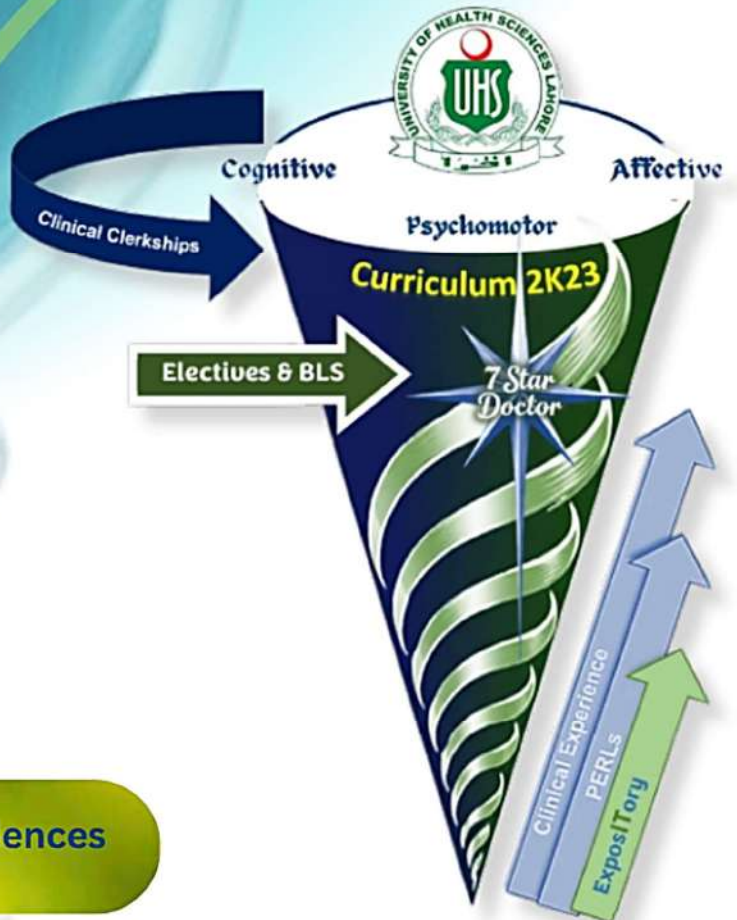 UNIVERSITY OF HEALTH SCIENCES LAHORE
UHS
Cognitive
Affective
Psychomotor
Clinical Clerkships
Curriculum 2K23
Electives & BLS
7 Star
Doctor
Clinical Experience
PERLs
ExposITory
ences